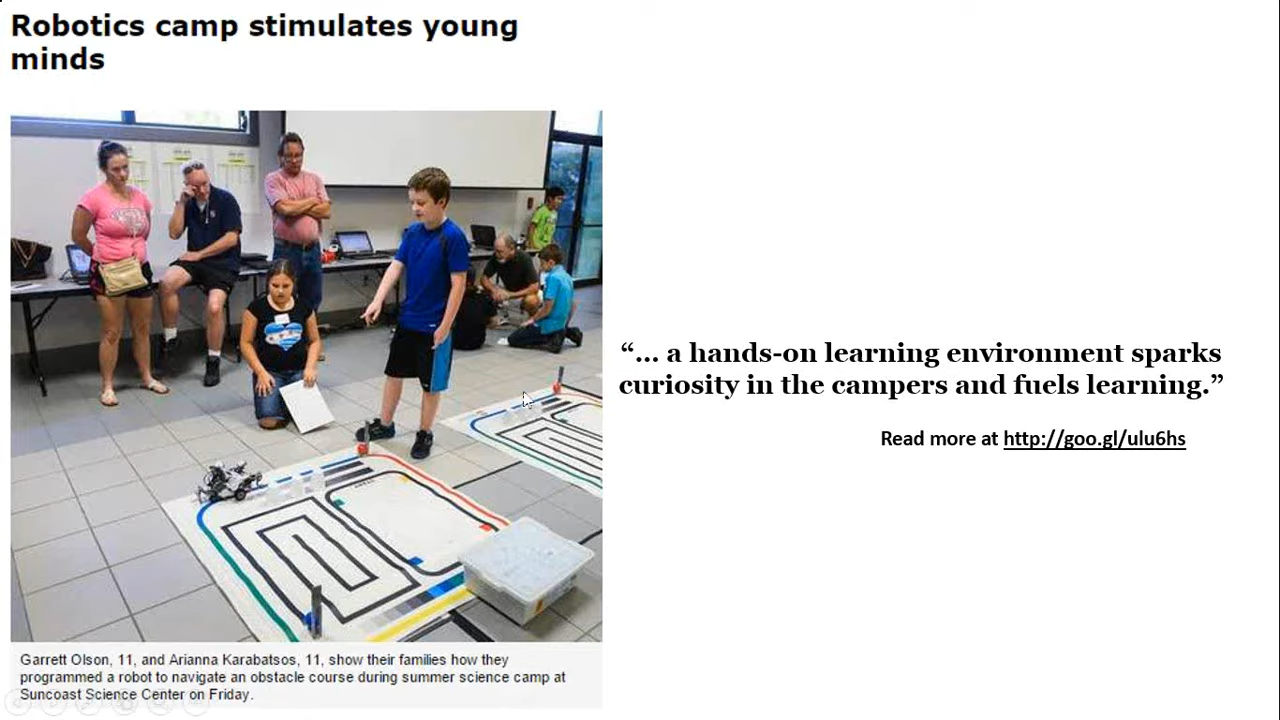 Robotics camp stimulates young
minds
“... a hands-on learning environment sparks
curiosity in the campers and fuels learning.”
Read more at http://goo.gl/ulu6hs
Garrett Olson, 11, and Arianna Karabatsos, 11, show their families how they
programmed a robot to navigate an obstacle course during summer science camp at
Suncoast Science Center on Friday.